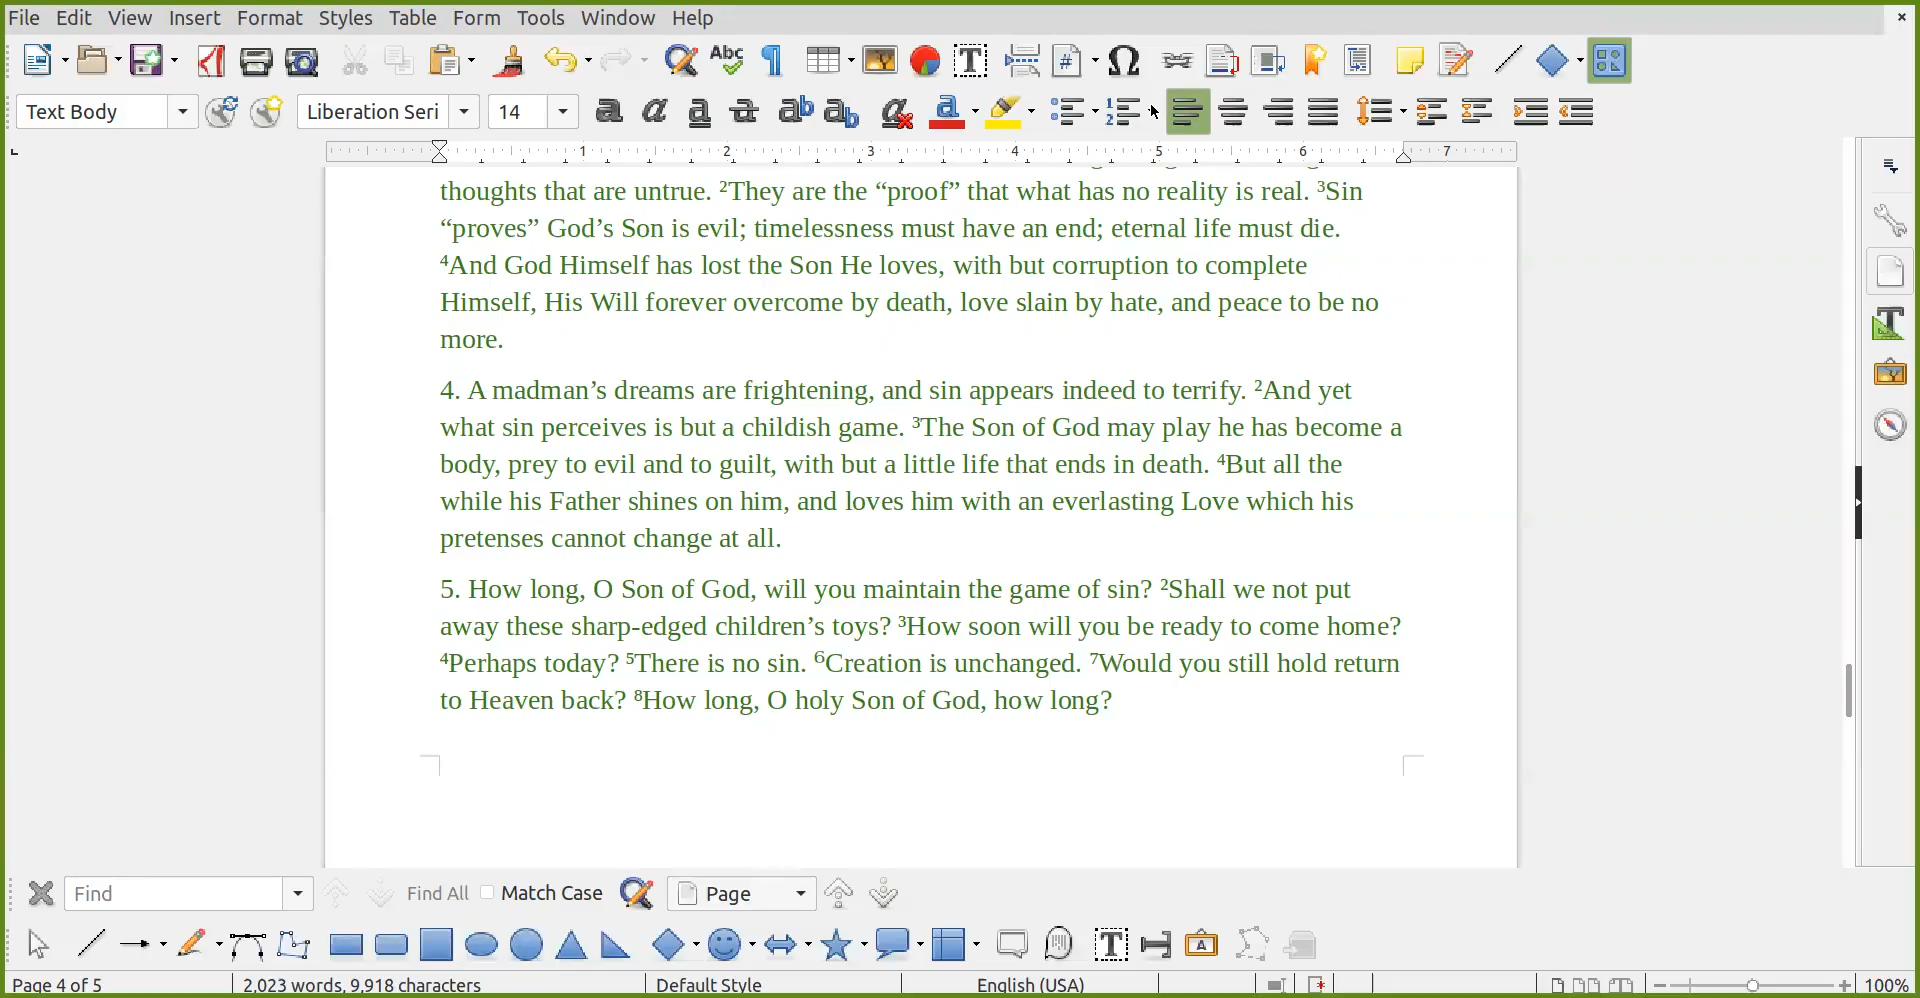 File Edit View Insert Format Styles Table Form Tools Window Help
Text Body Liberation Seri 14
1 2 3 4 5 6 7
thoughts that are untrue. ²They are the “proof” that what has no reality is real. ³Sin
“proves” God’s Son is evil; timelessness must have an end; eternal life must die.
⁴And God Himself has lost the Son He loves, with but corruption to complete
Himself, His Will forever overcome by death, love slain by hate, and peace to be no
more.
4. A madman’s dreams are frightening, and sin appears indeed to terrify. ²And yet
what sin perceives is but a childish game. ³The Son of God may play he has become a
body, prey to evil and to guilt, with but a little life that ends in death. ⁴But all the
while his Father shines on him, and loves him with an everlasting Love which his
pretenses cannot change at all.
5. How long, O Son of God, will you maintain the game of sin? ²Shall we not put
away these sharp-edged children’s toys? ³How soon will you be ready to come home?
⁴Perhaps today? ⁵There is no sin. ⁶Creation is unchanged. ⁷Would you still hold return
to Heaven back? ⁸How long, O holy Son of God, how long?
Find Find All Match Case Page
Page 4 of 5 2,023 words, 9,918 characters Default Style English (USA) 100%